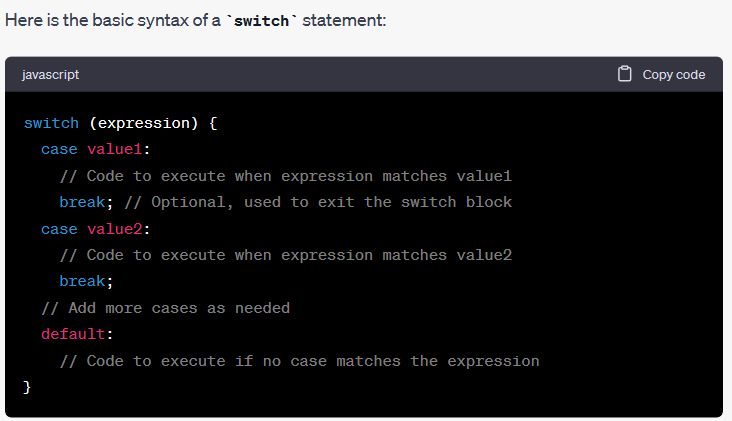 Here is the basic syntax of a `switch` statement:
javascript
Copy code
switch (expression) {
  case value1:
    // Code to execute when expression matches value1
    break; // Optional, used to exit the switch block
  case value2:
    // Code to execute when expression matches value2
    break;
  // Add more cases as needed
  default:
    // Code to execute if no case matches the expression
}